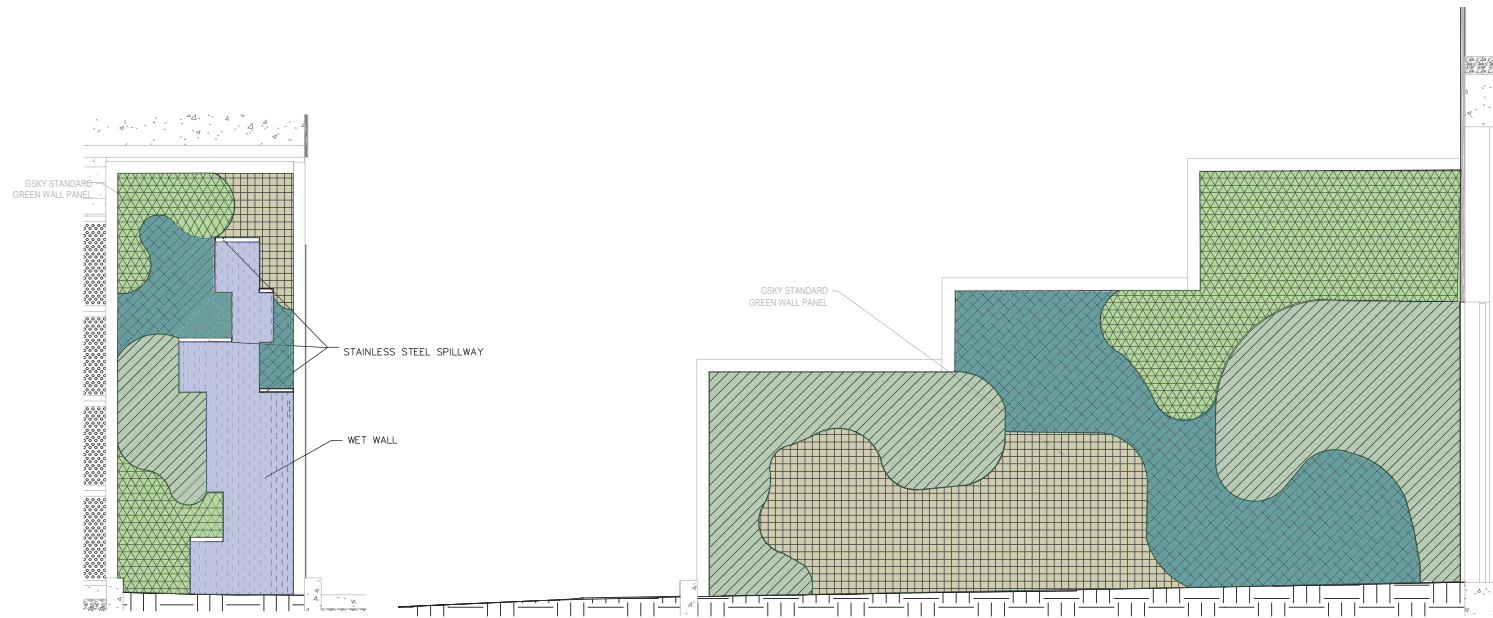 GSKY STANDARD
GREEN WALL PANEL
STAINLESS STEEL SPILLWAY
WET WALL
GSKY STANDARD
GREEN WALL PANEL